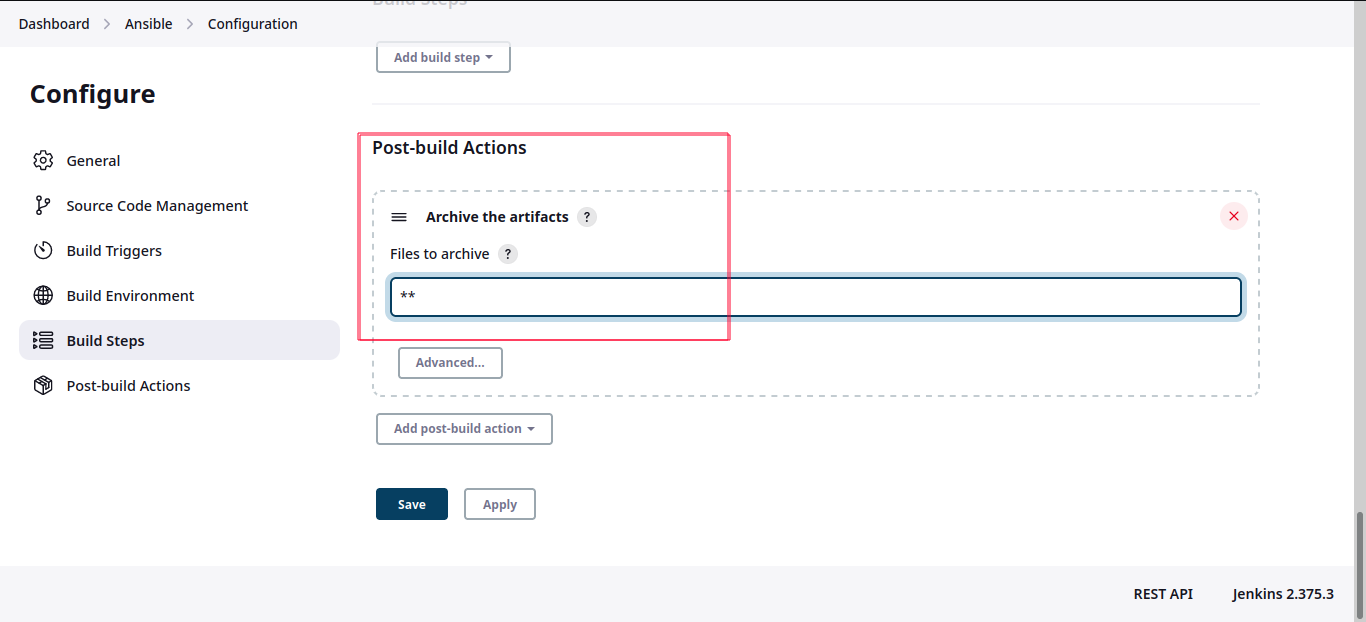 Build Steps
Dashboard > Ansible > Configuration
Add build step
Configure
General
Source Code Management
Build Triggers
Build Environment
Build Steps
Post-build Actions
Post-build Actions
Archive the artifacts ?
Files to archive ?
**
Advanced...
Add post-build action
Save Apply
REST API Jenkins 2.375.3